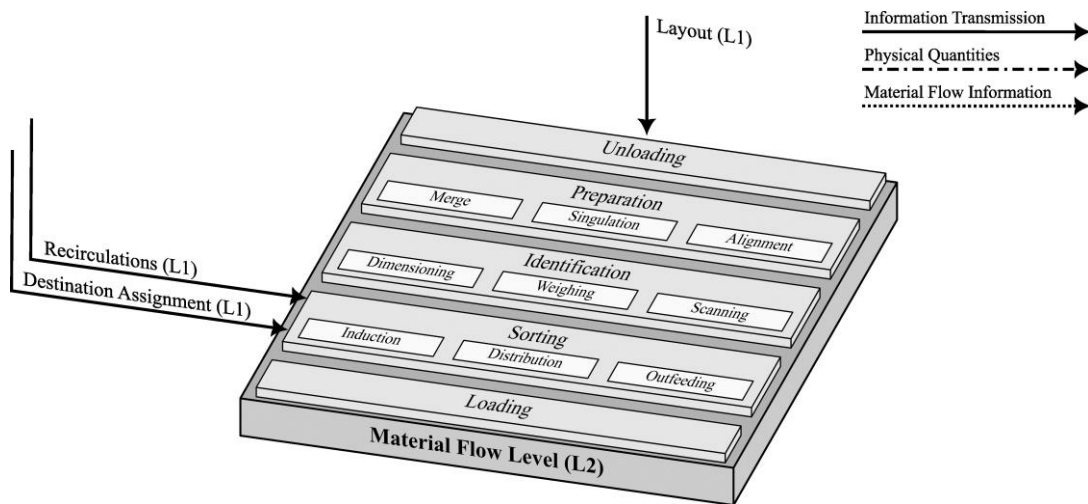 Layout (L1)
Information Transmission
Physical Quantities
Material Flow Information
Unloading
Preparation
Merge
Singulation
Alignment
Identification
Dimensioning
Weighing
Scanning
Recirculations (L1)
Destination Assignment (L1)
Sorting
Induction
Distribution
Outfeeding
Loading
Material Flow Level (L2)